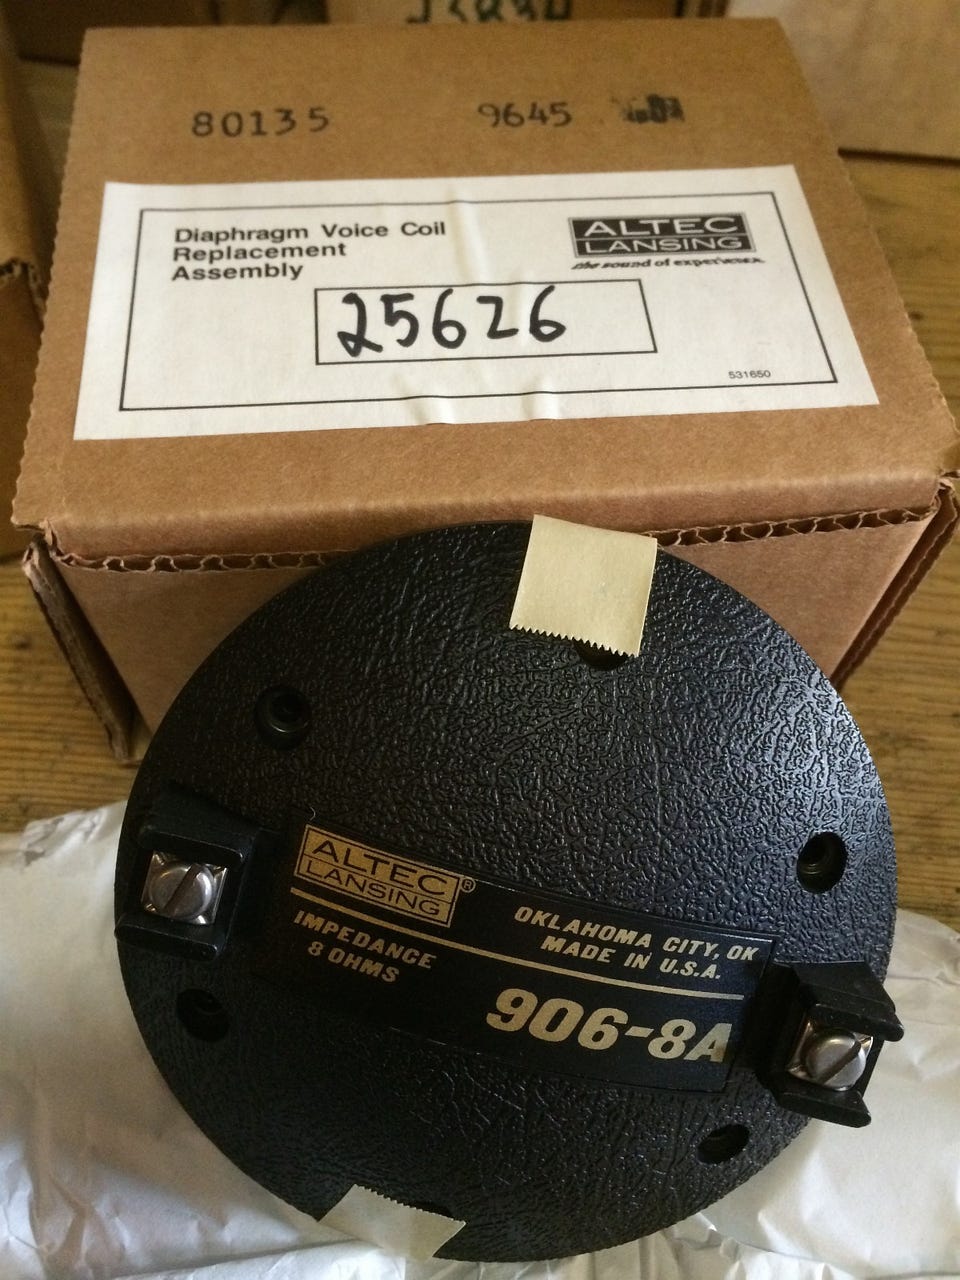 80135 9645
Diaphragm Voice Coil
Replacement
Assembly
ALTEC
LANSING
the sound of experience.
25626
531650
ALTEC
LANSING®
IMPEDANCE
8 OHMS
OKLAHOMA CITY, OK
MADE IN U.S.A.
906-8A